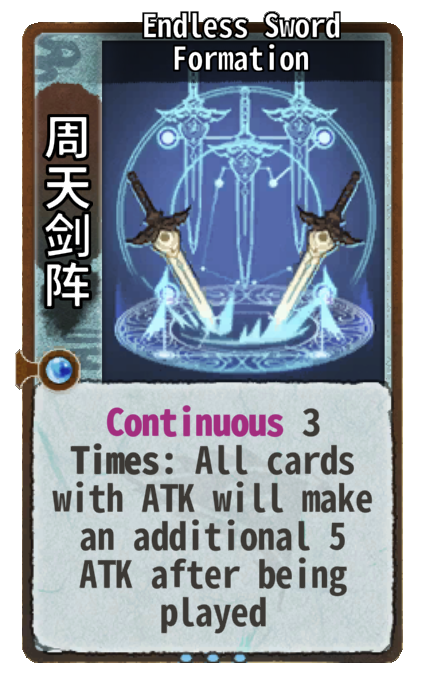 Endless Sword
Formation
周天剑阵
Continuous 3
Times: All cards
with ATK will make
an additional 5
ATK after being
played